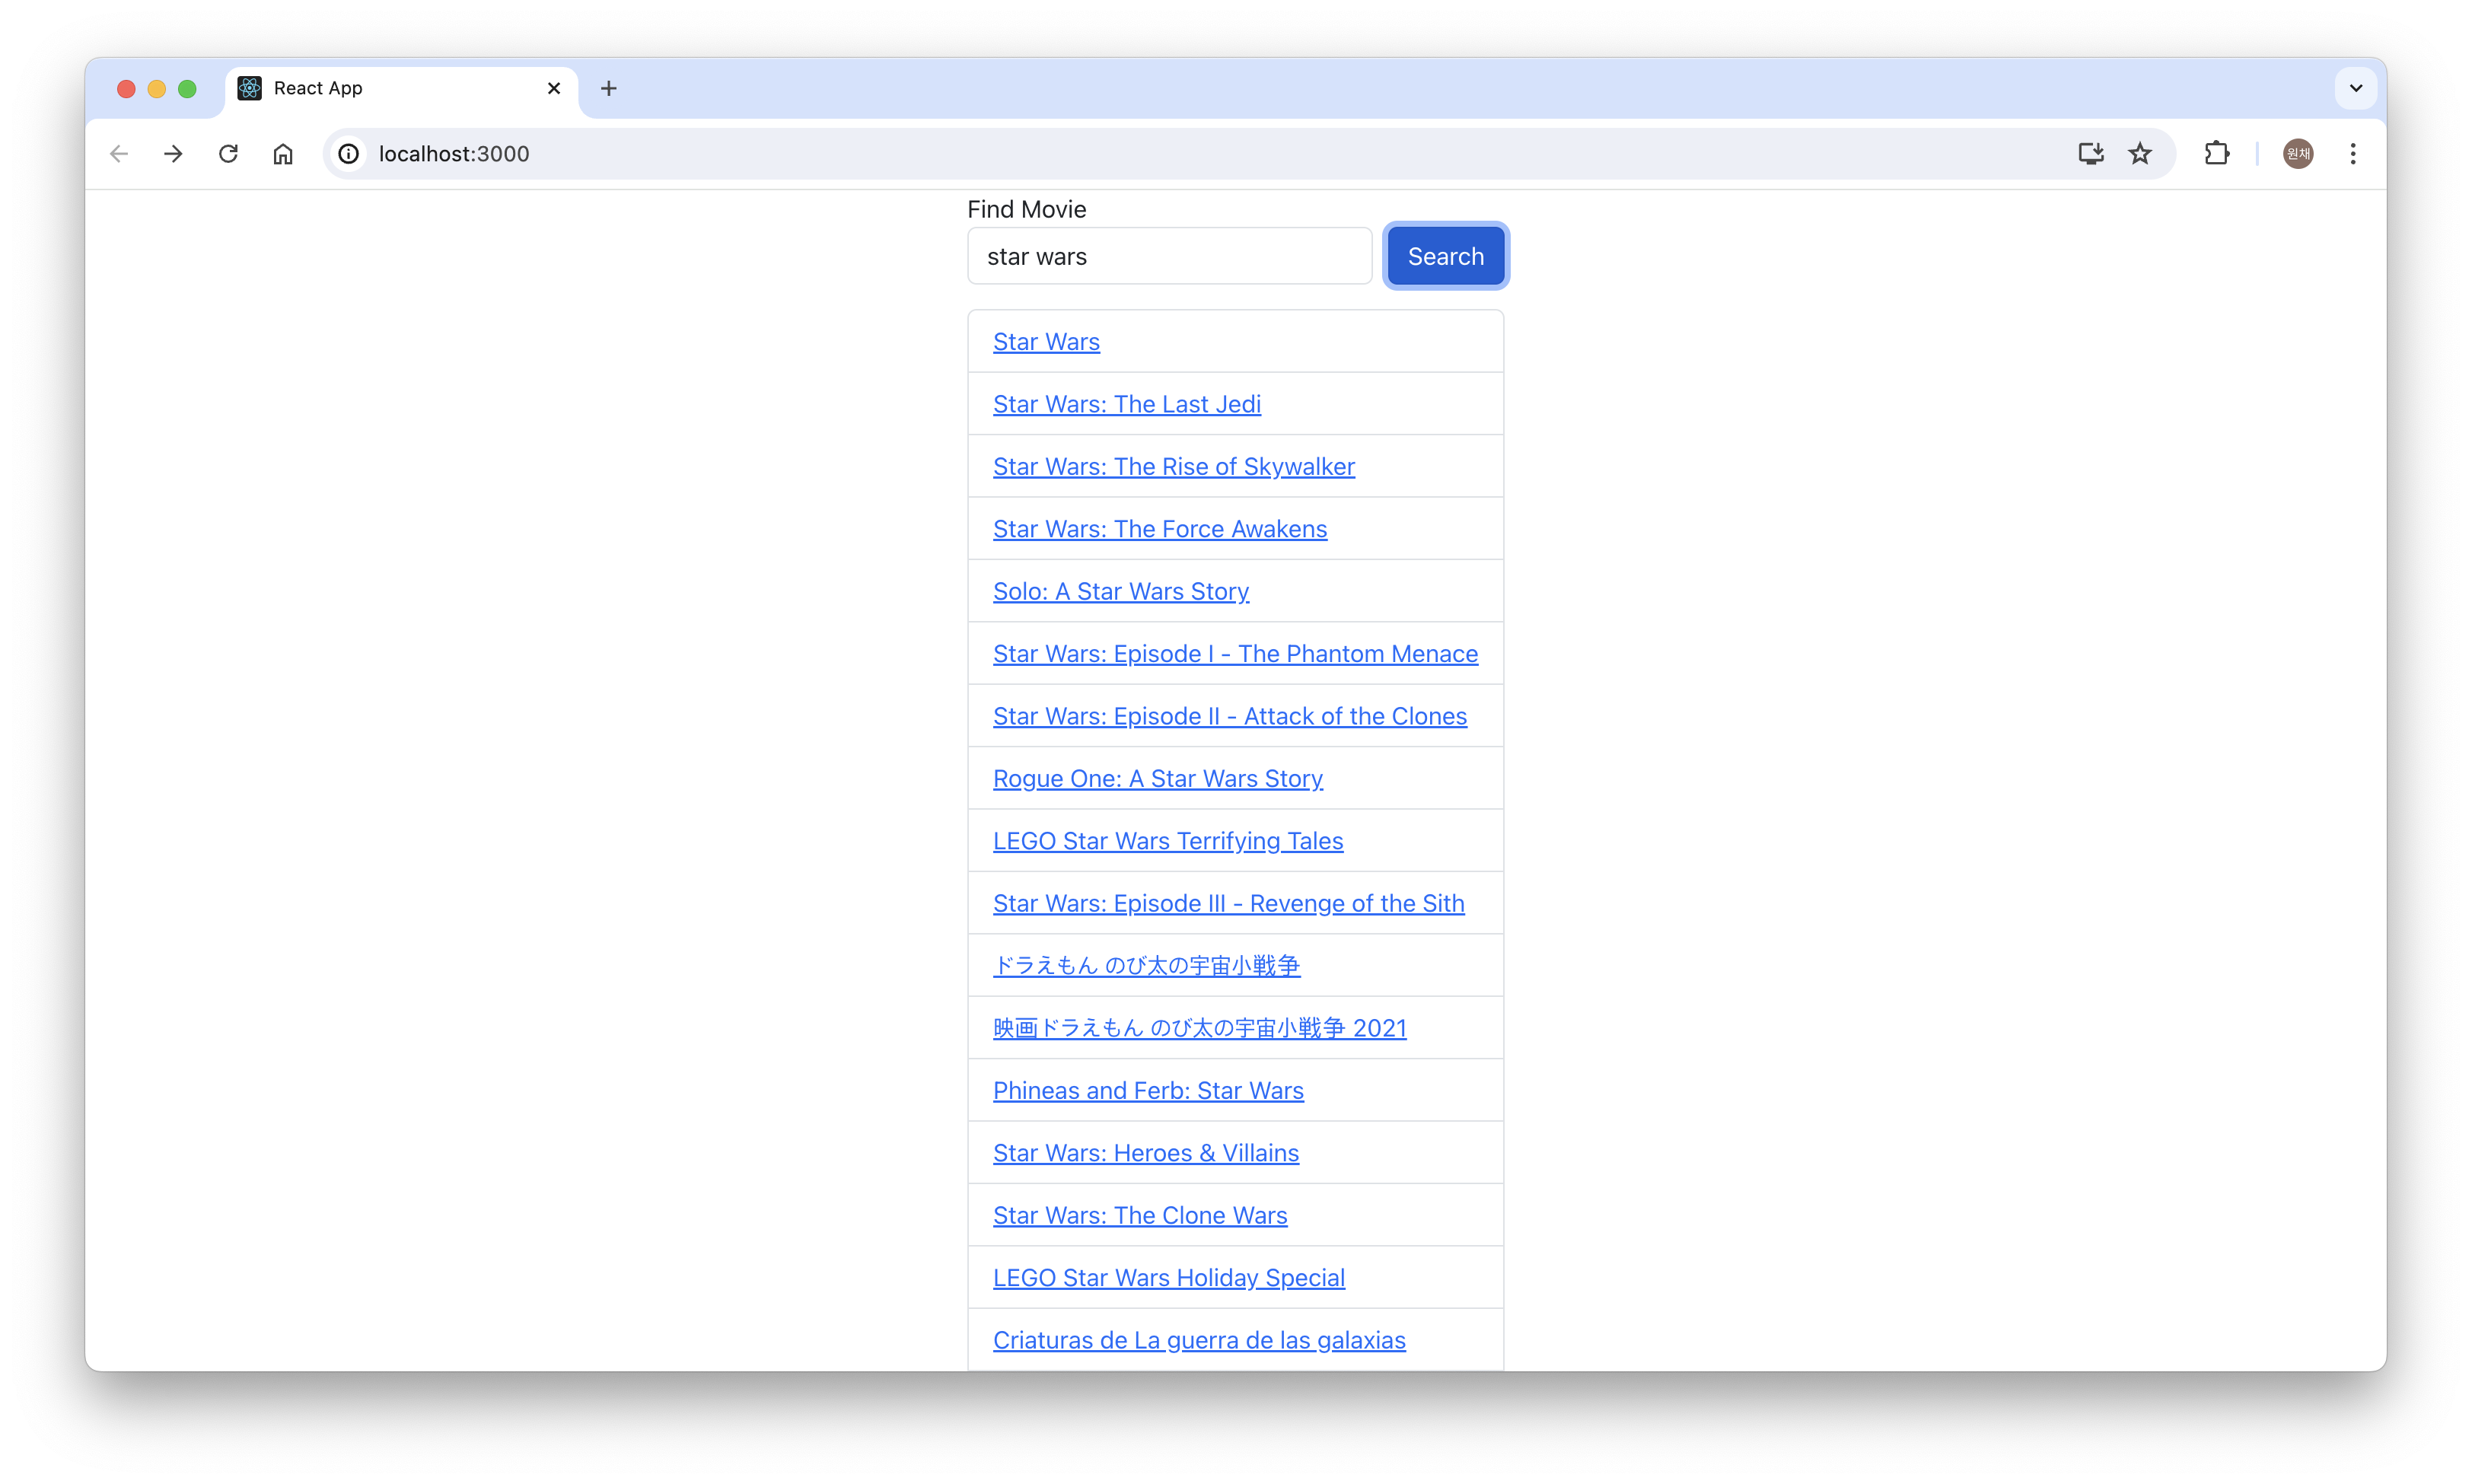 React App
localhost:3000
원채
Find Movie
star wars
Search
Star Wars
Star Wars: The Last Jedi
Star Wars: The Rise of Skywalker
Star Wars: The Force Awakens
Solo: A Star Wars Story
Star Wars: Episode I - The Phantom Menace
Star Wars: Episode II - Attack of the Clones
Rogue One: A Star Wars Story
LEGO Star Wars Terrifying Tales
Star Wars: Episode III - Revenge of the Sith
ドラえもん のび太の宇宙小戦争
映画ドラえもん のび太の宇宙小戦争 2021
Phineas and Ferb: Star Wars
Star Wars: Heroes & Villains
Star Wars: The Clone Wars
LEGO Star Wars Holiday Special
Criaturas de La guerra de las galaxias